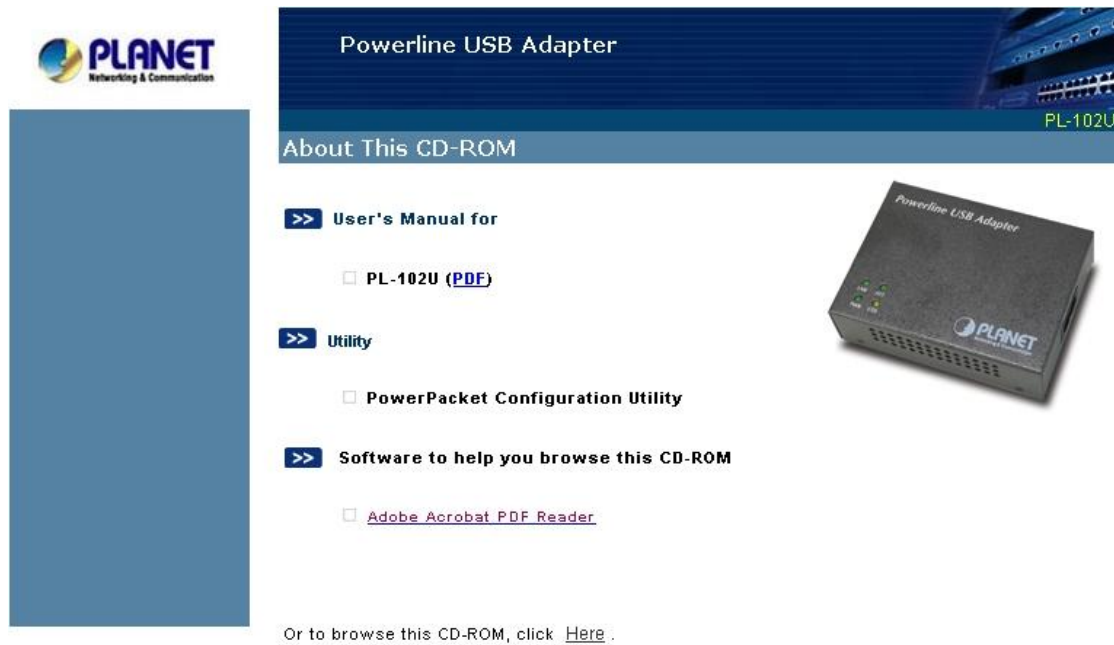 PLANET
Networking & Communication
Powerline USB Adapter
PL-102U
About This CD-ROM
>> User's Manual for
PL-102U (PDF)
>> Utility
PowerPacket Configuration Utility
>> Software to help you browse this CD-ROM
Adobe Acrobat PDF Reader
Powerline USB Adapter
PLANET
Networking & Communication
Or to browse this CD-ROM, click Here .